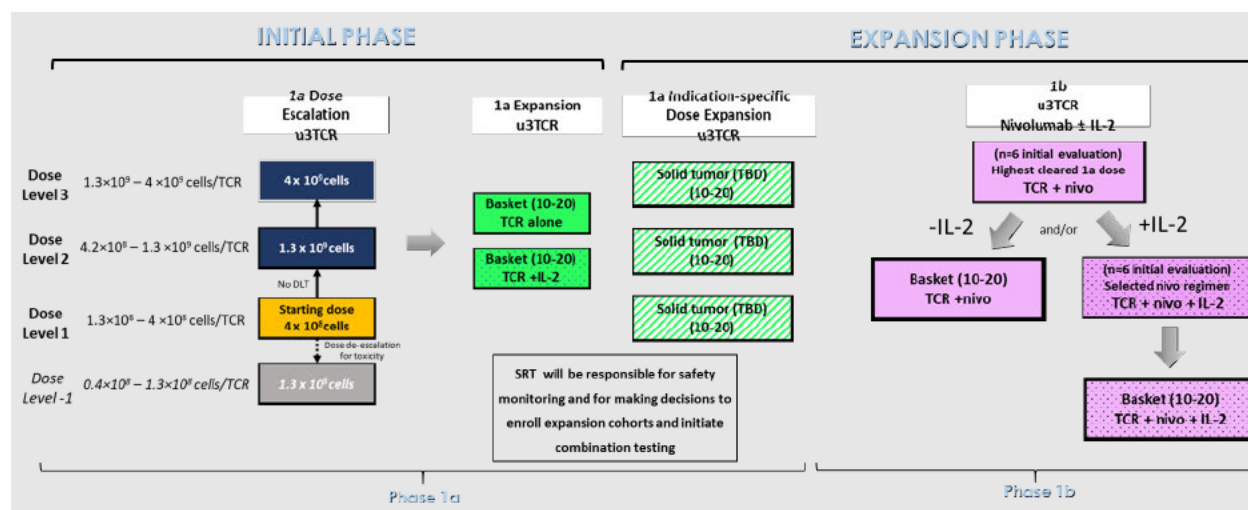 INITIAL PHASE
EXPANSION PHASE
1a Dose
Escalation
u3TCR
1a Expansion
u3TCR
1a Indication-specific
Dose Expansion
u3TCR
1b
u3TCR
Nivolumab ± IL-2
Dose
Level 3
1.3×10⁹ – 4 ×10⁹ cells/TCR
4 x 10⁹cells
Dose
Level 2
4.2×10⁸ – 1.3 ×10⁹ cells/TCR
1.3 x 10⁹cells
No DLT
Dose
Level 1
1.3×10⁸ – 4 ×10⁸ cells/TCR
Starting dose
4 x 10⁸cells
Dose de-escalation
for toxicity
Dose
Level -1
0.4×10⁸ – 1.3×10⁸ cells/TCR
1.3 x 10⁸cells
Basket (10-20)
TCR alone
Basket (10-20)
TCR +IL-2
Solid tumor (TBD)
(10-20)
Solid tumor (TBD)
(10-20)
Solid tumor (TBD)
(10-20)
SRT will be responsible for safety
monitoring and for making decisions to
enroll expansion cohorts and initiate
combination testing
(n=6 initial evaluation)
Highest cleared 1a dose
TCR + nivo
-IL-2
and/or
+IL-2
Basket (10-20)
TCR +nivo
(n=6 initial evaluation)
Selected nivo regimen
TCR + nivo + IL-2
Basket (10-20)
TCR + nivo + IL-2
Phase 1a
Phase 1b